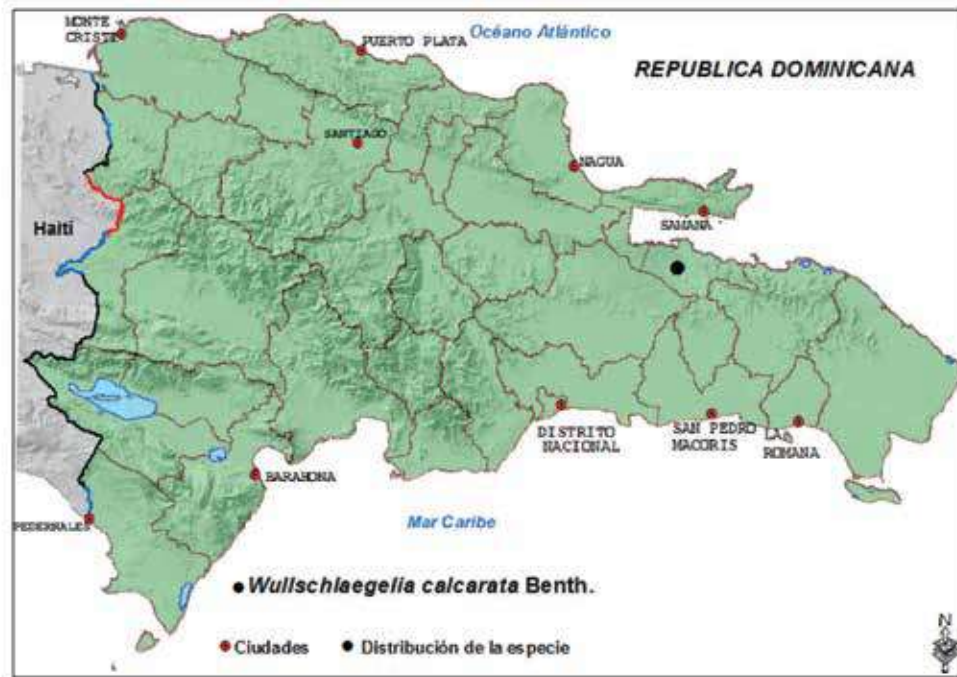 MONTE
CRISTI
PUERTO PLATA
Océano Atlántico
REPUBLICA DOMINICANA
SANTIAGO
NAGUA
Haití
SAMANA
DISTRITO
NACIONAL
SAN PEDRO
MACORIS
LA
ROMANA
BARAHONA
PEDERNALES
Mar Caribe
Wullschlaegelia calcarata Benth.
Ciudades
Distribución de la especie
N